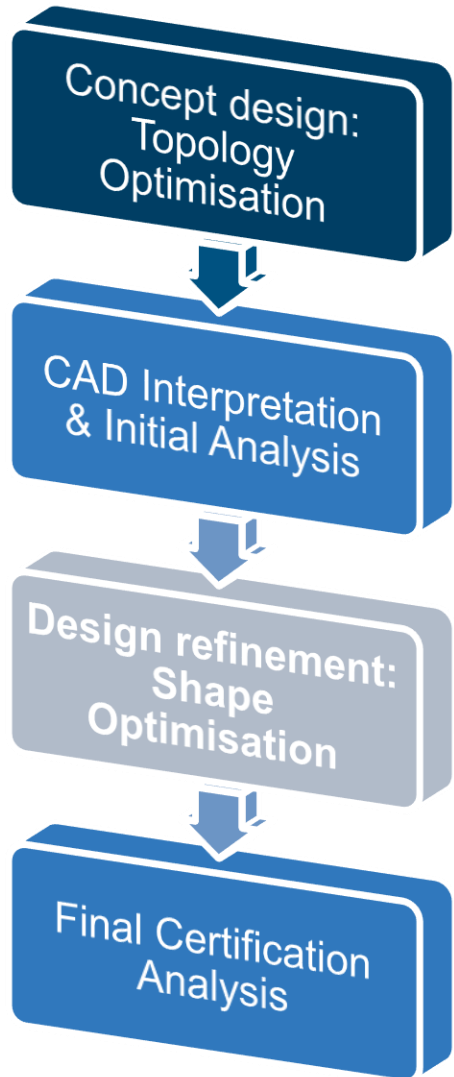 Concept design:
Topology
Optimisation
CAD Interpretation
& Initial Analysis
Design refinement:
Shape
Optimisation
Final Certification
Analysis